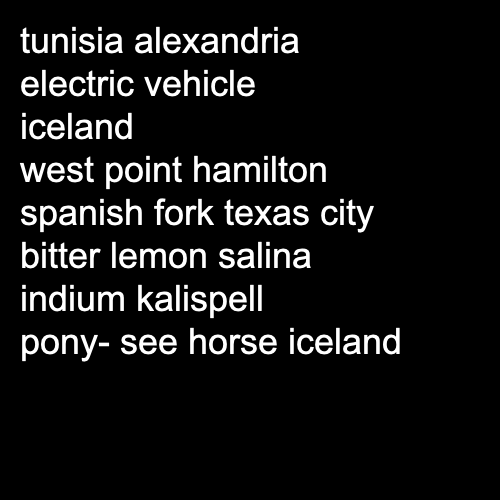 tunisia alexandria
electric vehicle
iceland
west point hamilton
spanish fork texas city
bitter lemon salina
indium kalispell
pony- see horse iceland